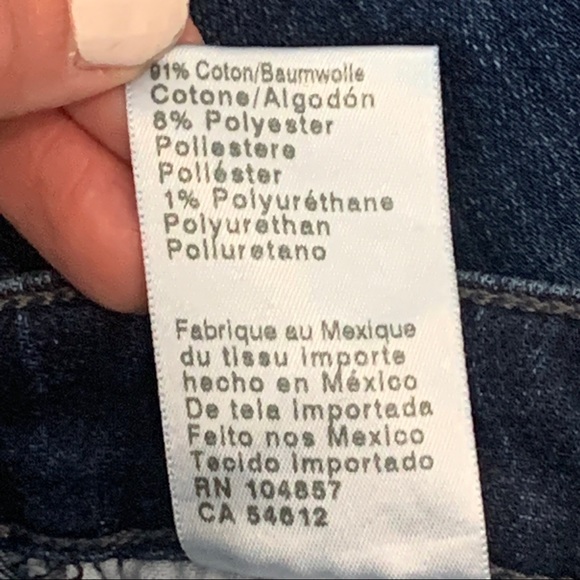 91% Coton/Baumwolle
Cotone/Algodón
8% Polyester
Poliestere
Poliéster
1% Polyuréthane
Polyurethan
Poliuretano
Fabrique au Mexique
du tissu importe
hecho en México
De tela importada
Feito nos Mexico
Tecido importado
RN 104857
CA 54612